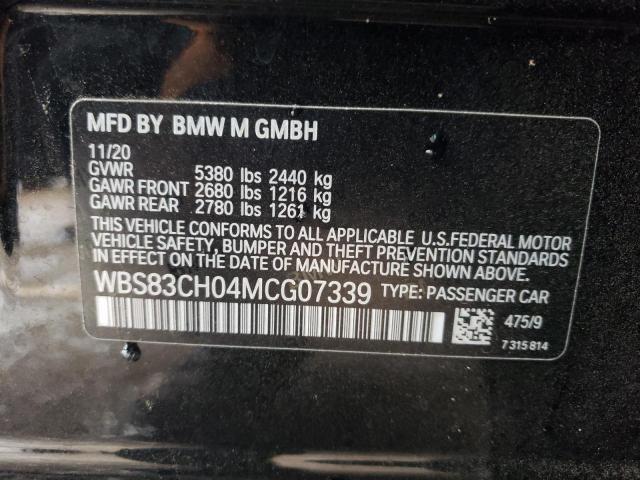 MFD BY BMW M GMBH
11/20
GVWR 5380 lbs 2440 kg
GAWR FRONT 2680 lbs 1216 kg
GAWR REAR 2780 lbs 1261 kg
THIS VEHICLE CONFORMS TO ALL APPLICABLE U.S.FEDERAL MOTOR
VEHICLE SAFETY, BUMPER AND THEFT PREVENTION STANDARDS
IN EFFECT ON THE DATE OF MANUFACTURE SHOWN ABOVE.
WBS83CH04MCG07339 TYPE: PASSENGER CAR
475/9
7 315 814